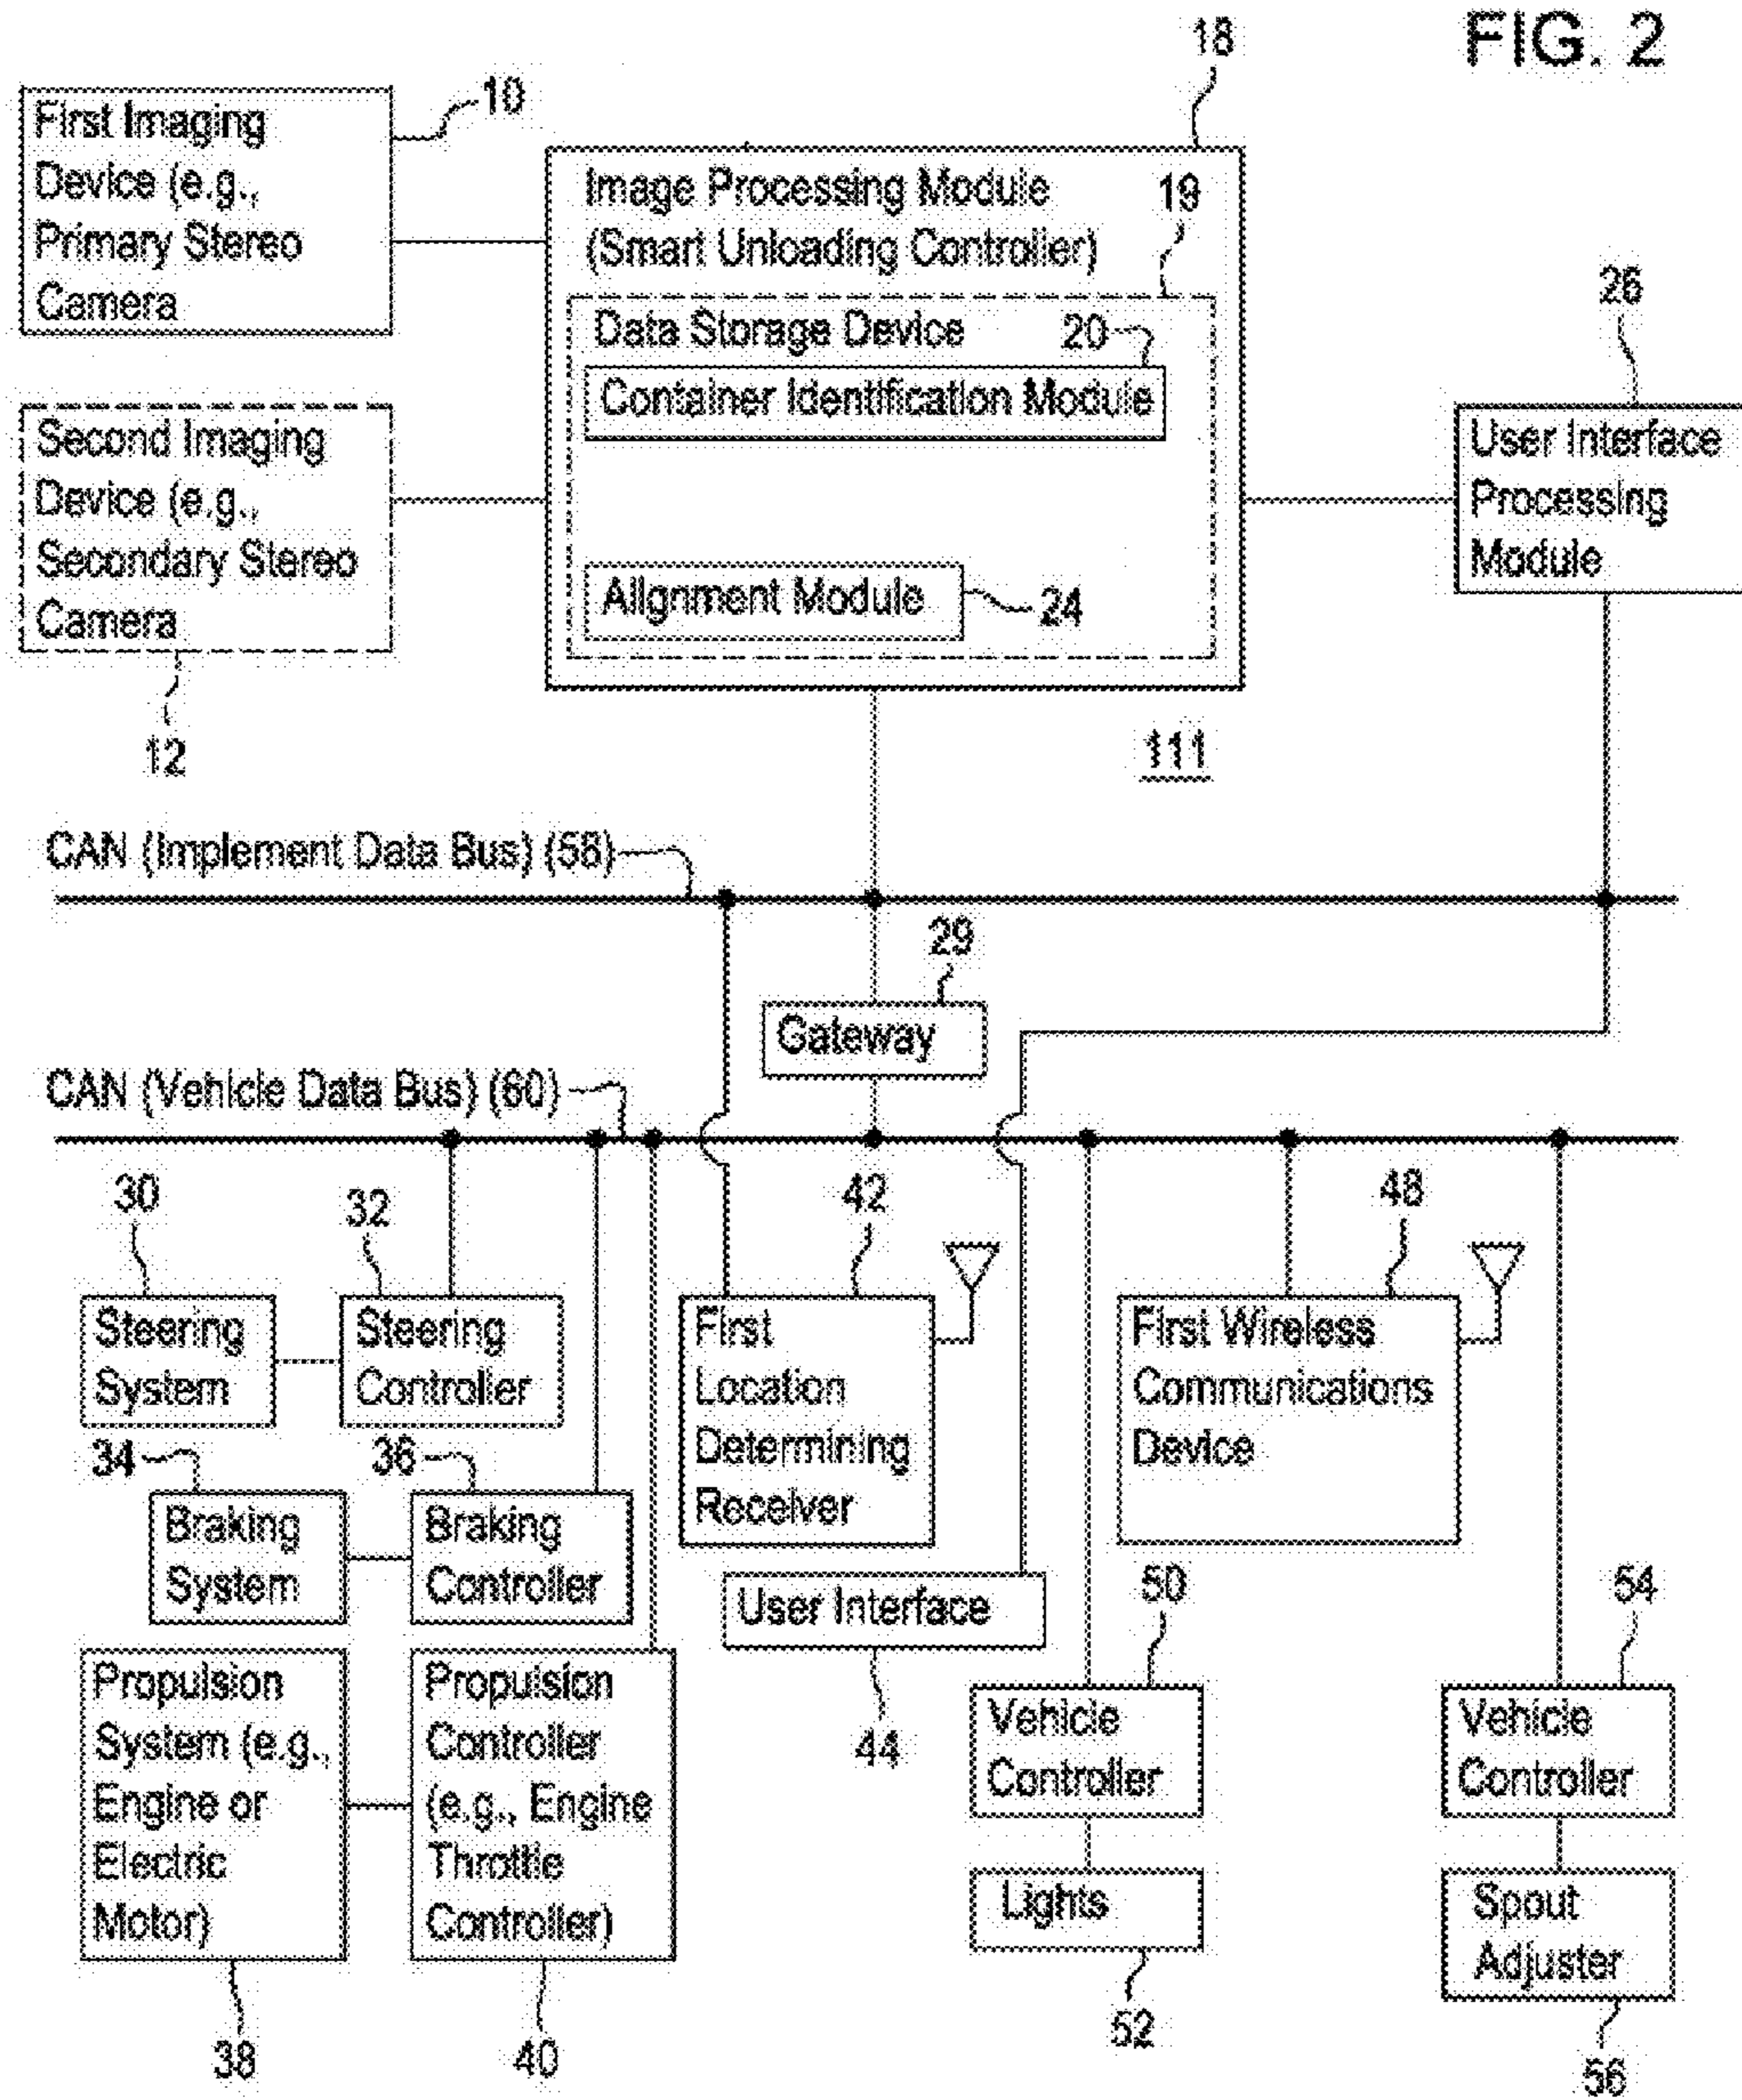 FIG. 2
18
10
First Imaging
Device (e.g.,
Primary Stereo
Camera
Image Processing Module
(Smart Unloading Controller)
19
Data Storage Device
20
Container Identification Module
Alignment Module
24
26
User Interface
Processing
Module
Second Imaging
Device (e.g.,
Secondary Stereo
Camera
12
111
CAN (Implement Data Bus) (58)
29
Gateway
CAN (Vehicle Data Bus) (60)
30
32
42
48
Steering
System
Steering
Controller
First
Location
Determining
Receiver
First Wireless
Communications
Device
34
36
Braking
System
Braking
Controller
User Interface
44
50
54
Propulsion
System (e.g.,
Engine or
Electric
Motor)
Propulsion
Controller
(e.g., Engine
Throttle
Controller)
Vehicle
Controller
Vehicle
Controller
Lights
Spout
Adjuster
38
40
52
56